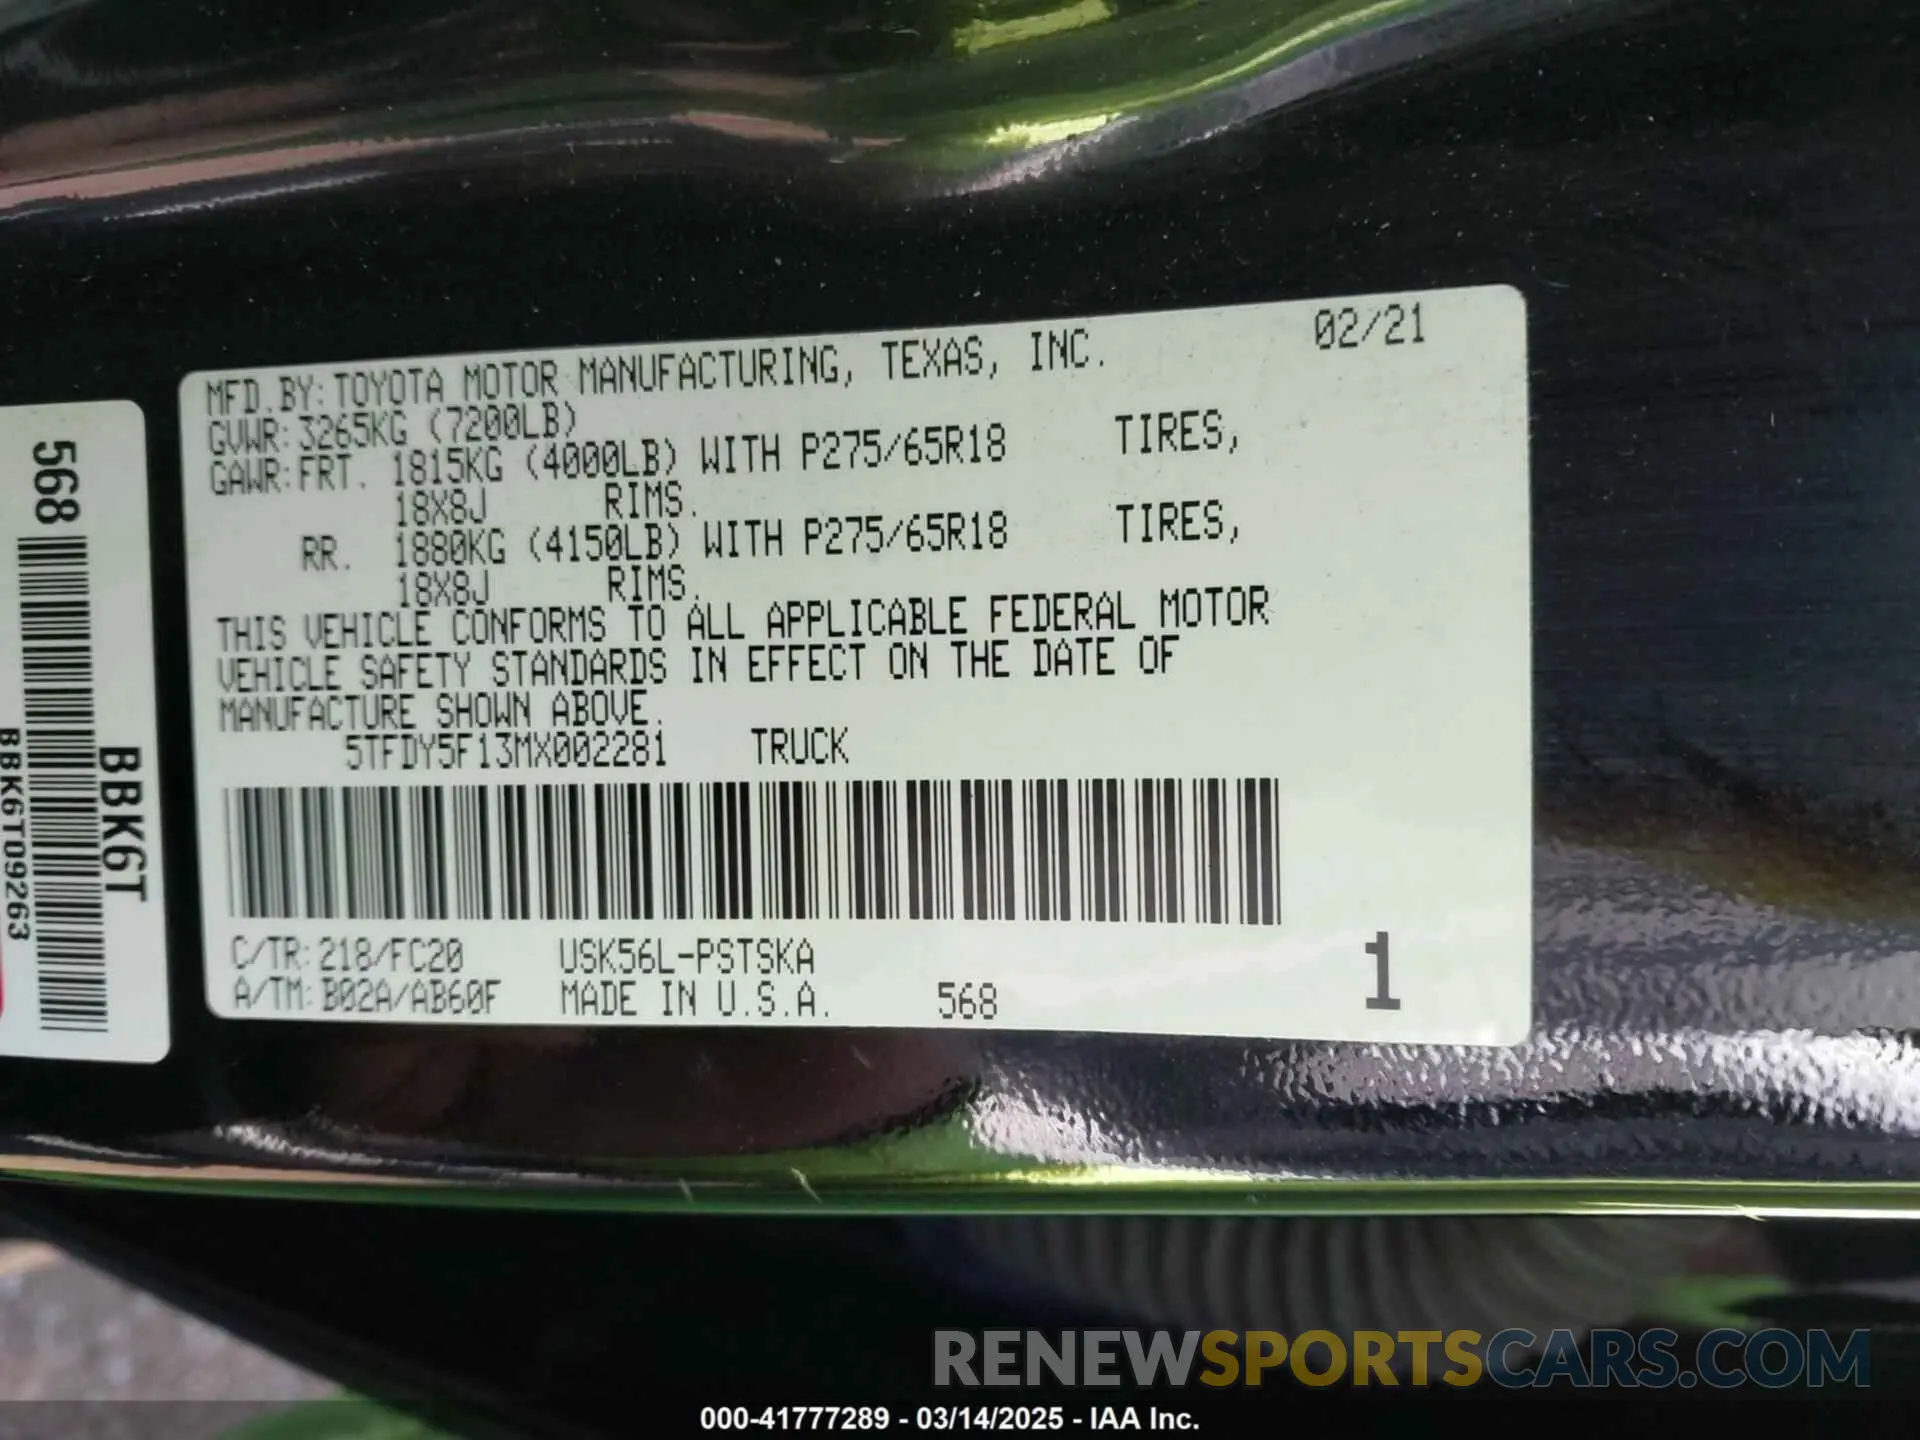 568
BBK6T
BBK6T09263
MFD.BY:TOYOTA MOTOR MANUFACTURING, TEXAS, INC. 02/21
GVWR:3265KG (7200LB)
GAWR:FRT. 1815KG (4000LB) WITH P275/65R18 TIRES,
18X8J RIMS.
RR. 1880KG (4150LB) WITH P275/65R18 TIRES,
18X8J RIMS.
THIS VEHICLE CONFORMS TO ALL APPLICABLE FEDERAL MOTOR
VEHICLE SAFETY STANDARDS IN EFFECT ON THE DATE OF
MANUFACTURE SHOWN ABOVE.
5TFDY5F13MX002281 TRUCK
C/TR:218/FC20 USK56L-PSTSKA
A/TM:B02A/AB60F MADE IN U.S.A. 568
1
RENEWSPORTSCARS.COM
000-41777289 - 03/14/2025 - IAA Inc.